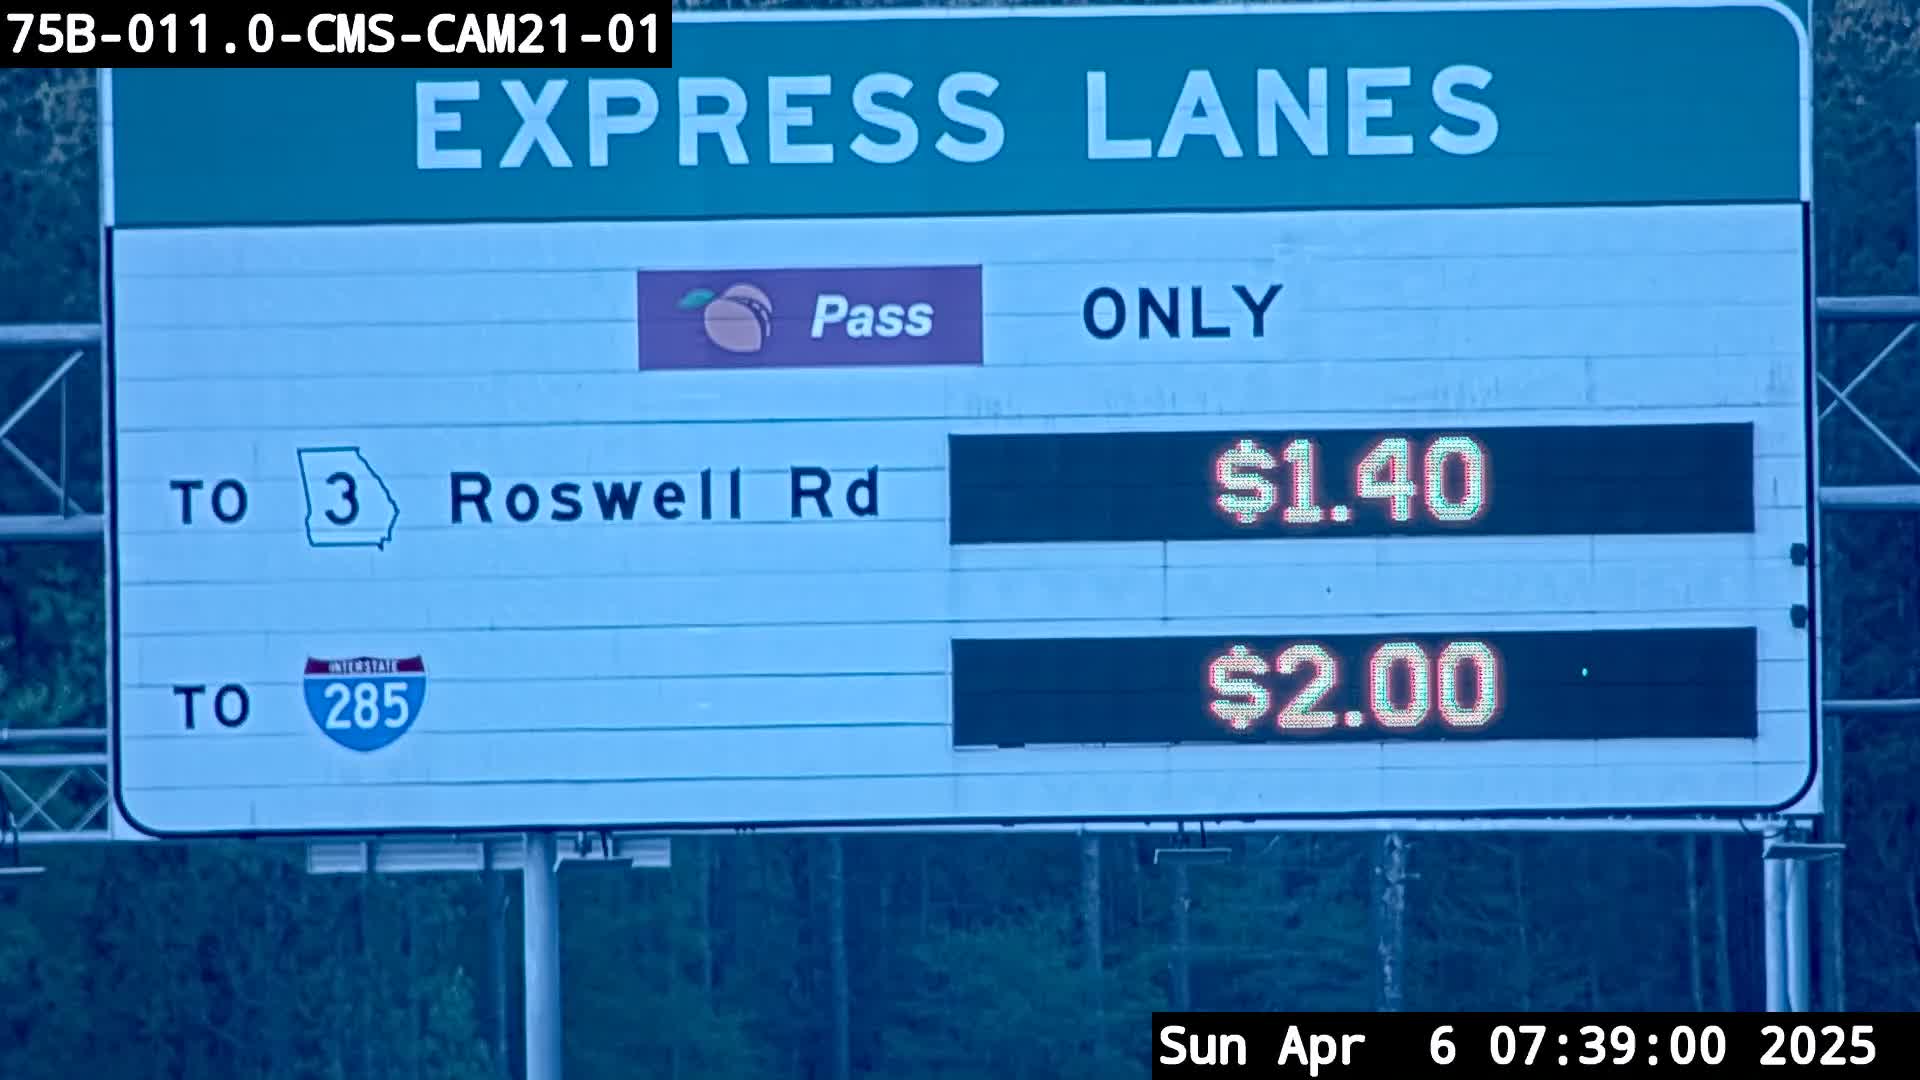 75B-011.0-CMS-CAM21-01
EXPRESS LANES
Pass ONLY
TO 3 Roswell Rd $1.40
INTERSTATE
TO 285 $2.00
Sun Apr 6 07:39:00 2025